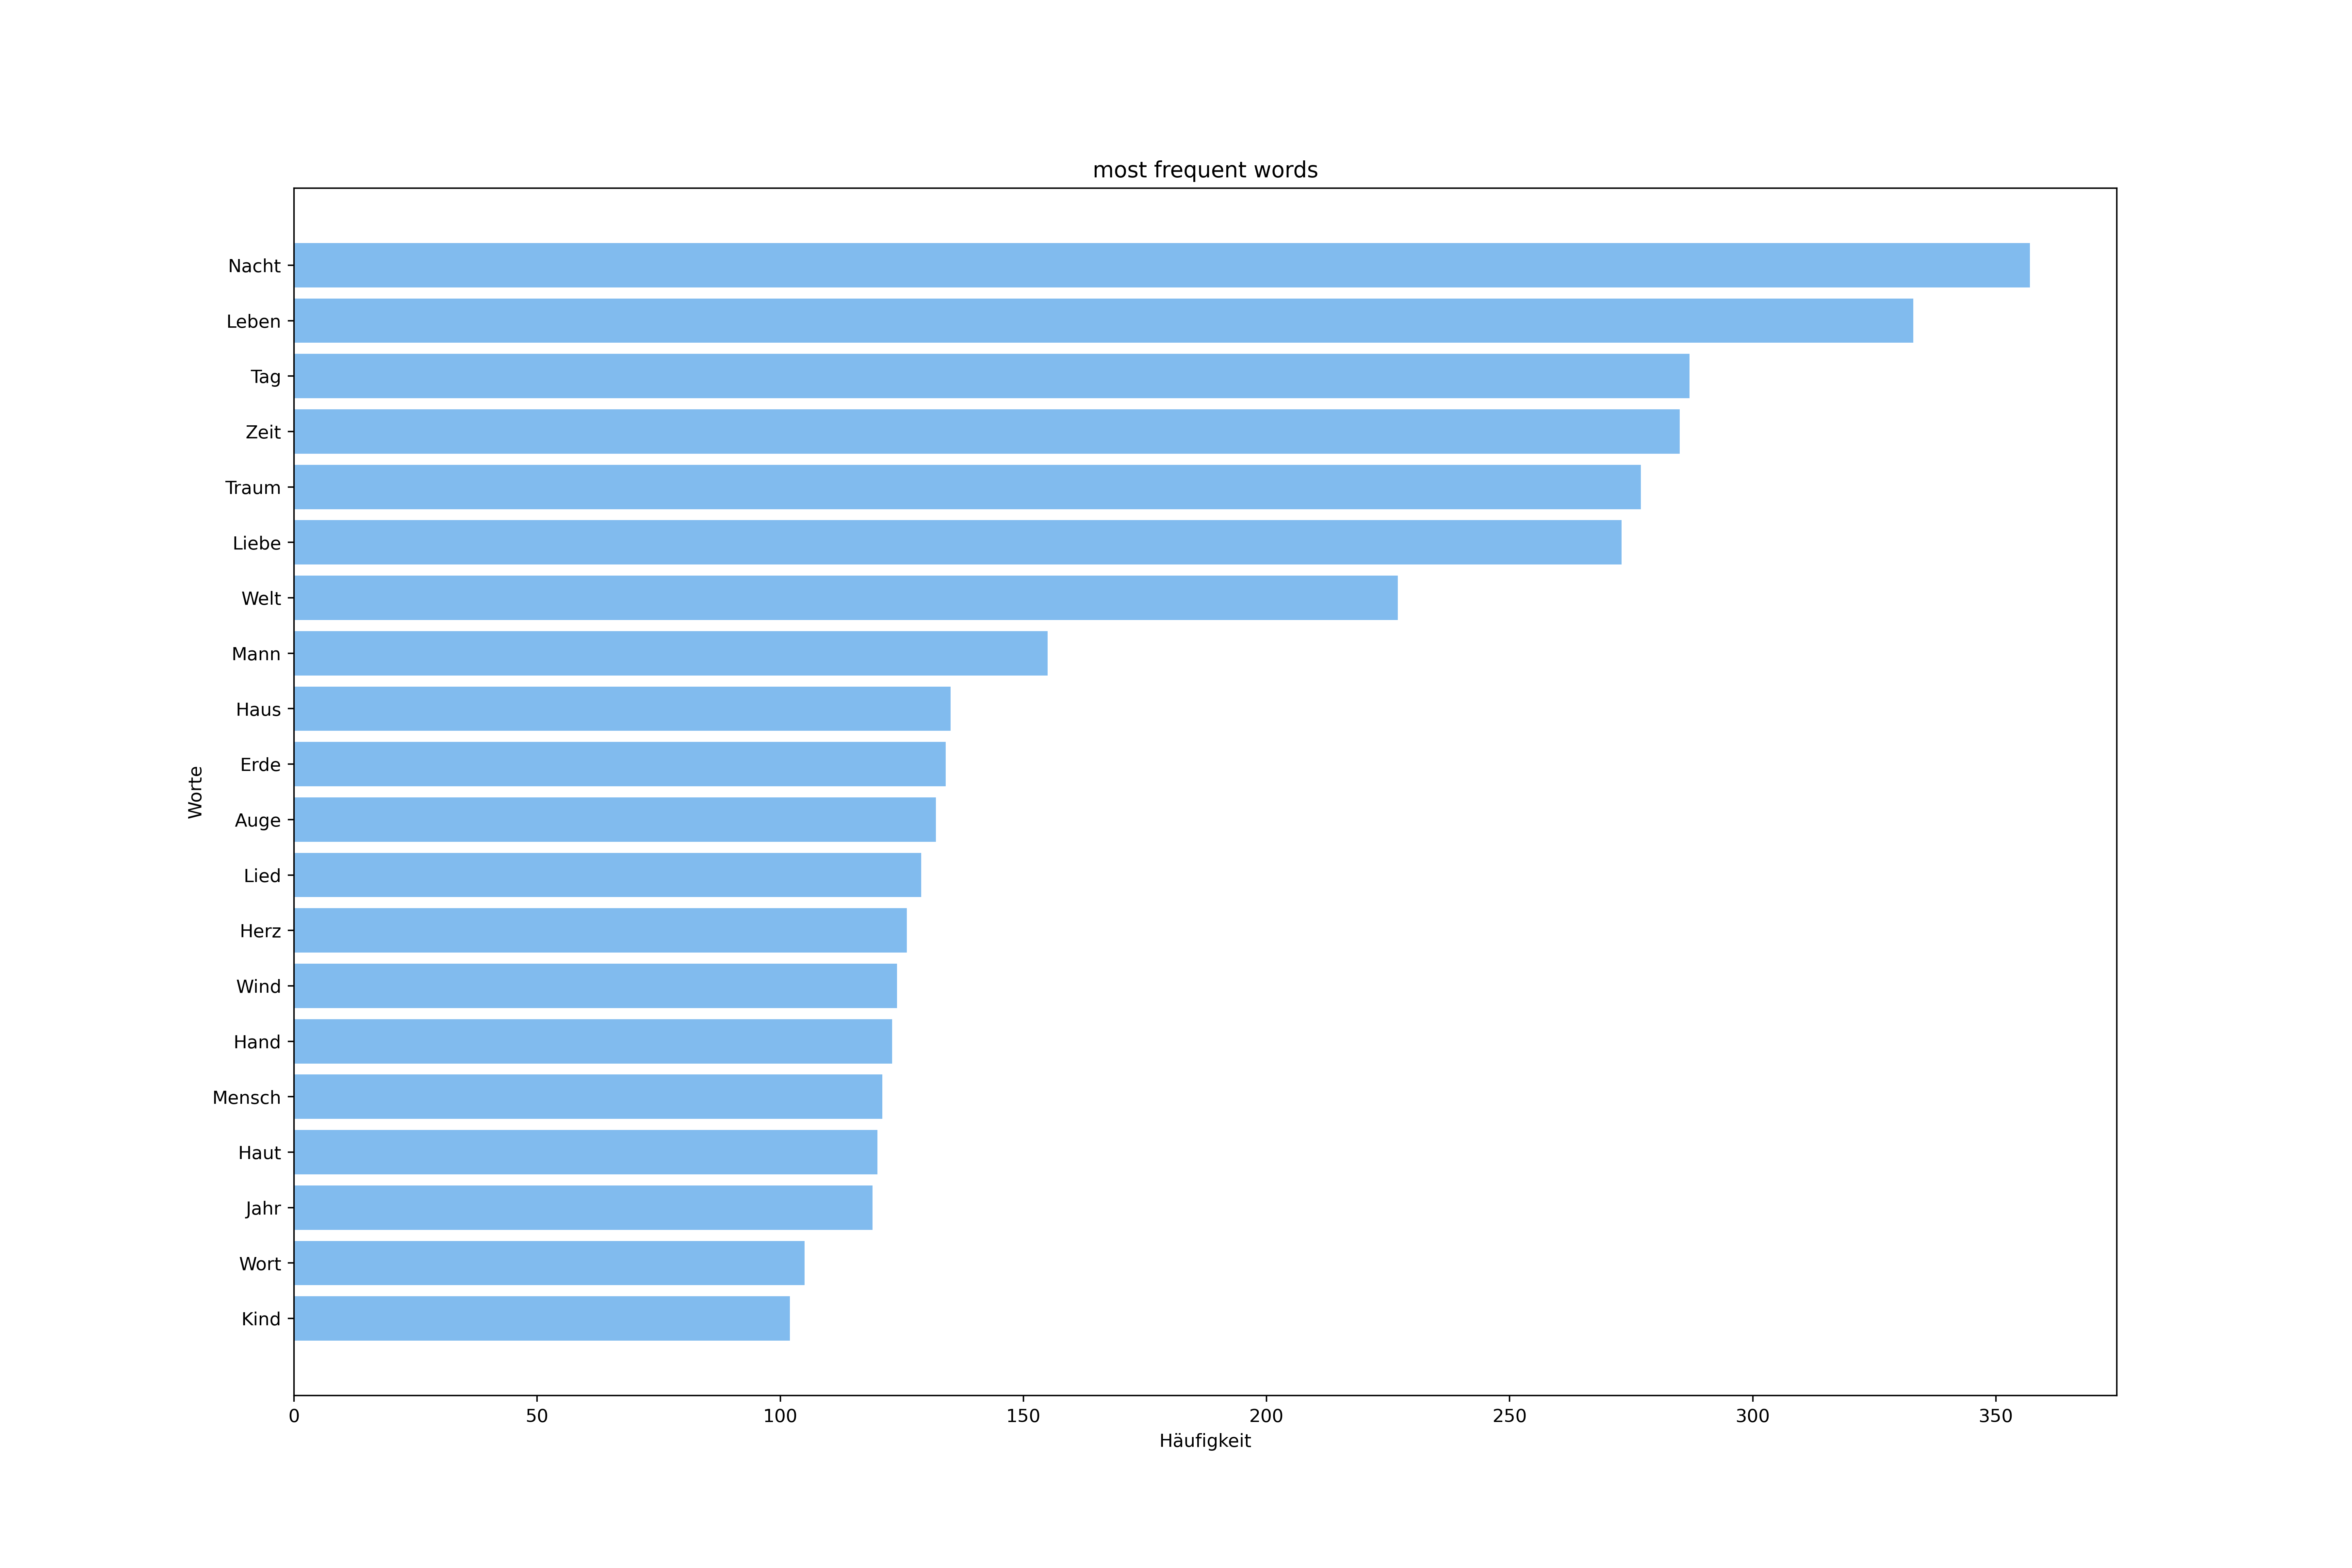 most frequent words
Nacht
Leben
Tag
Zeit
Traum
Liebe
Welt
Mann
Haus
Erde
Auge
Lied
Herz
Wind
Hand
Mensch
Haut
Jahr
Wort
Kind
Worte
0 50 100 150 200 250 300 350
Häufigkeit